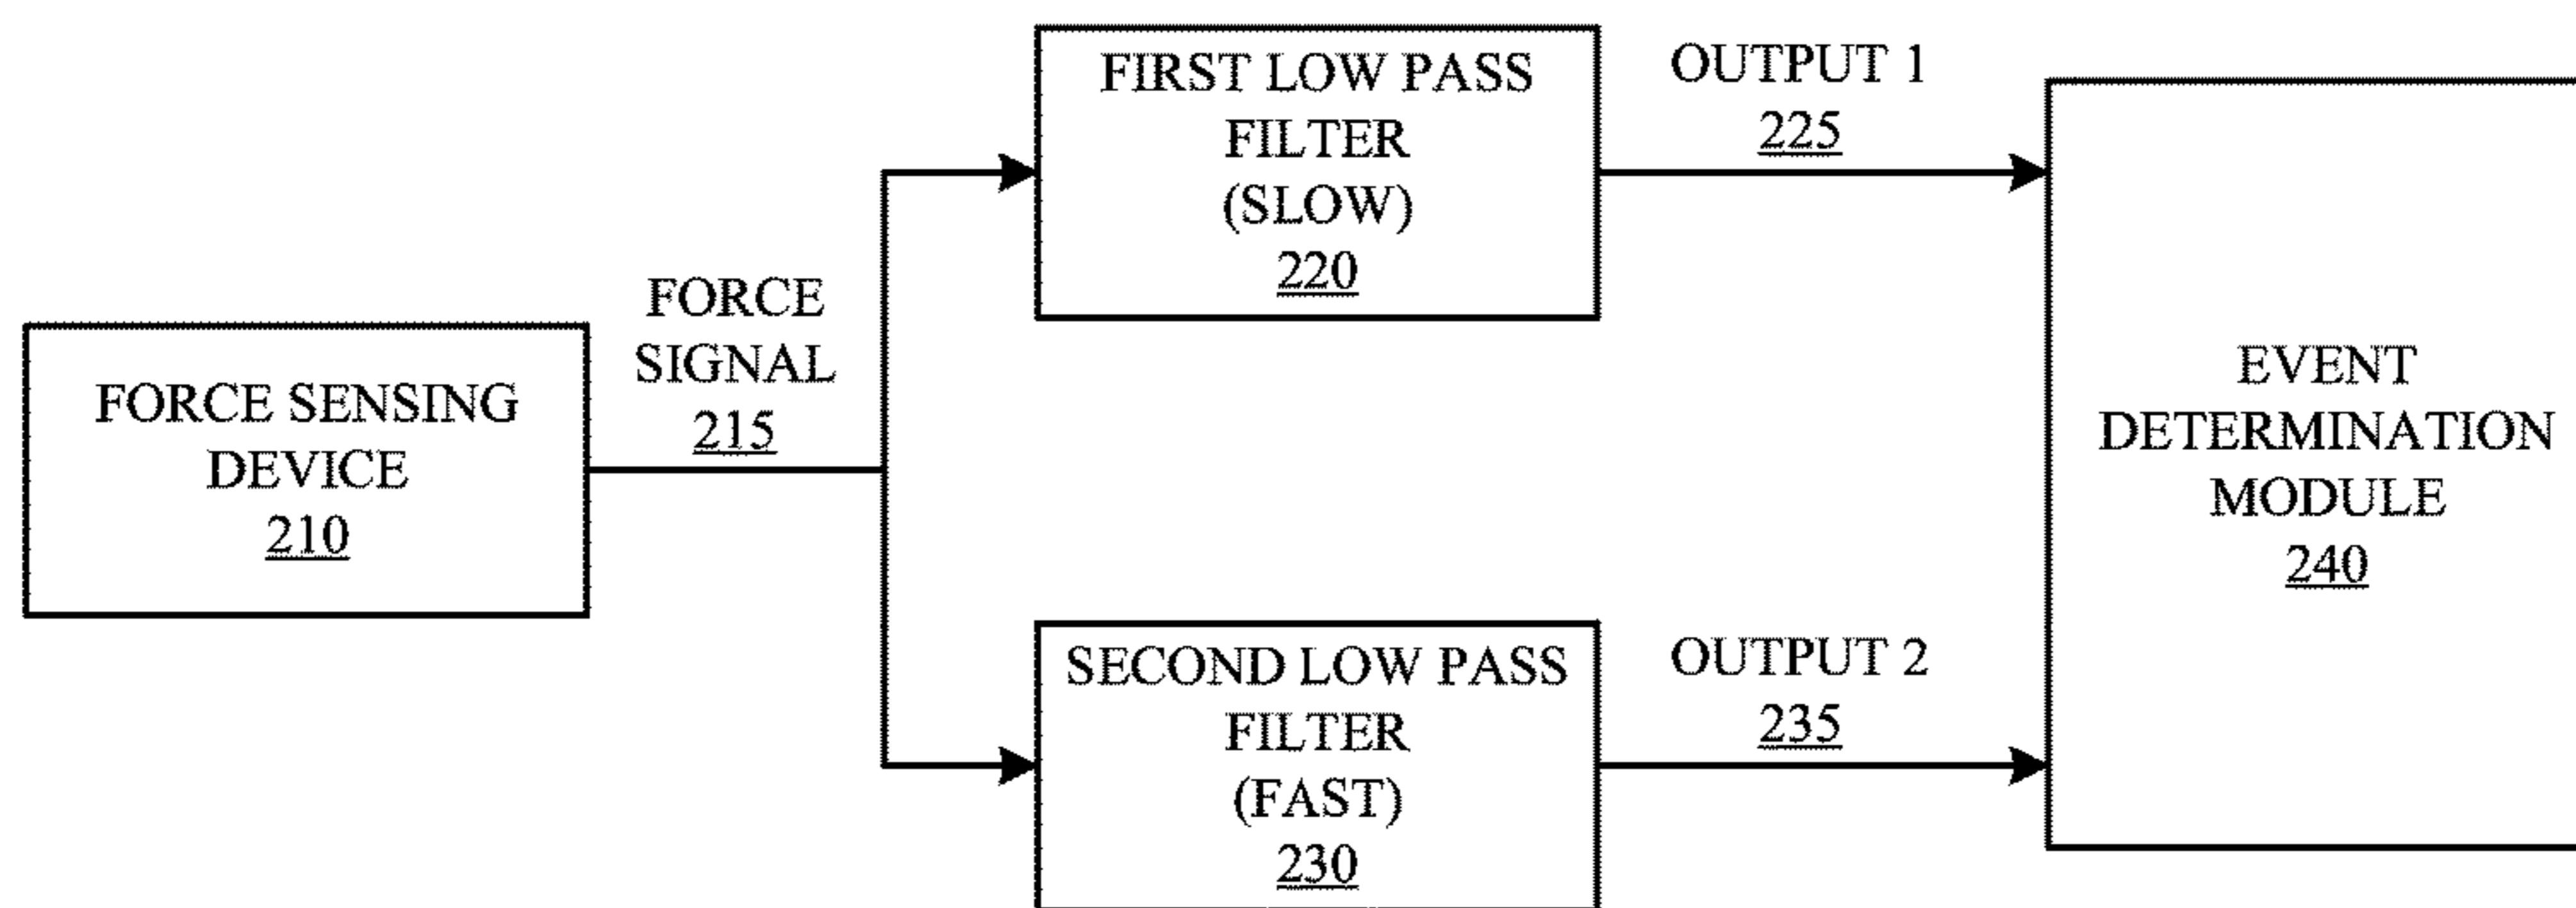 FORCE SENSING
DEVICE
210
FORCE
SIGNAL
215
FIRST LOW PASS
FILTER
(SLOW)
220
OUTPUT 1
225
SECOND LOW PASS
FILTER
(FAST)
230
OUTPUT 2
235
EVENT
DETERMINATION
MODULE
240